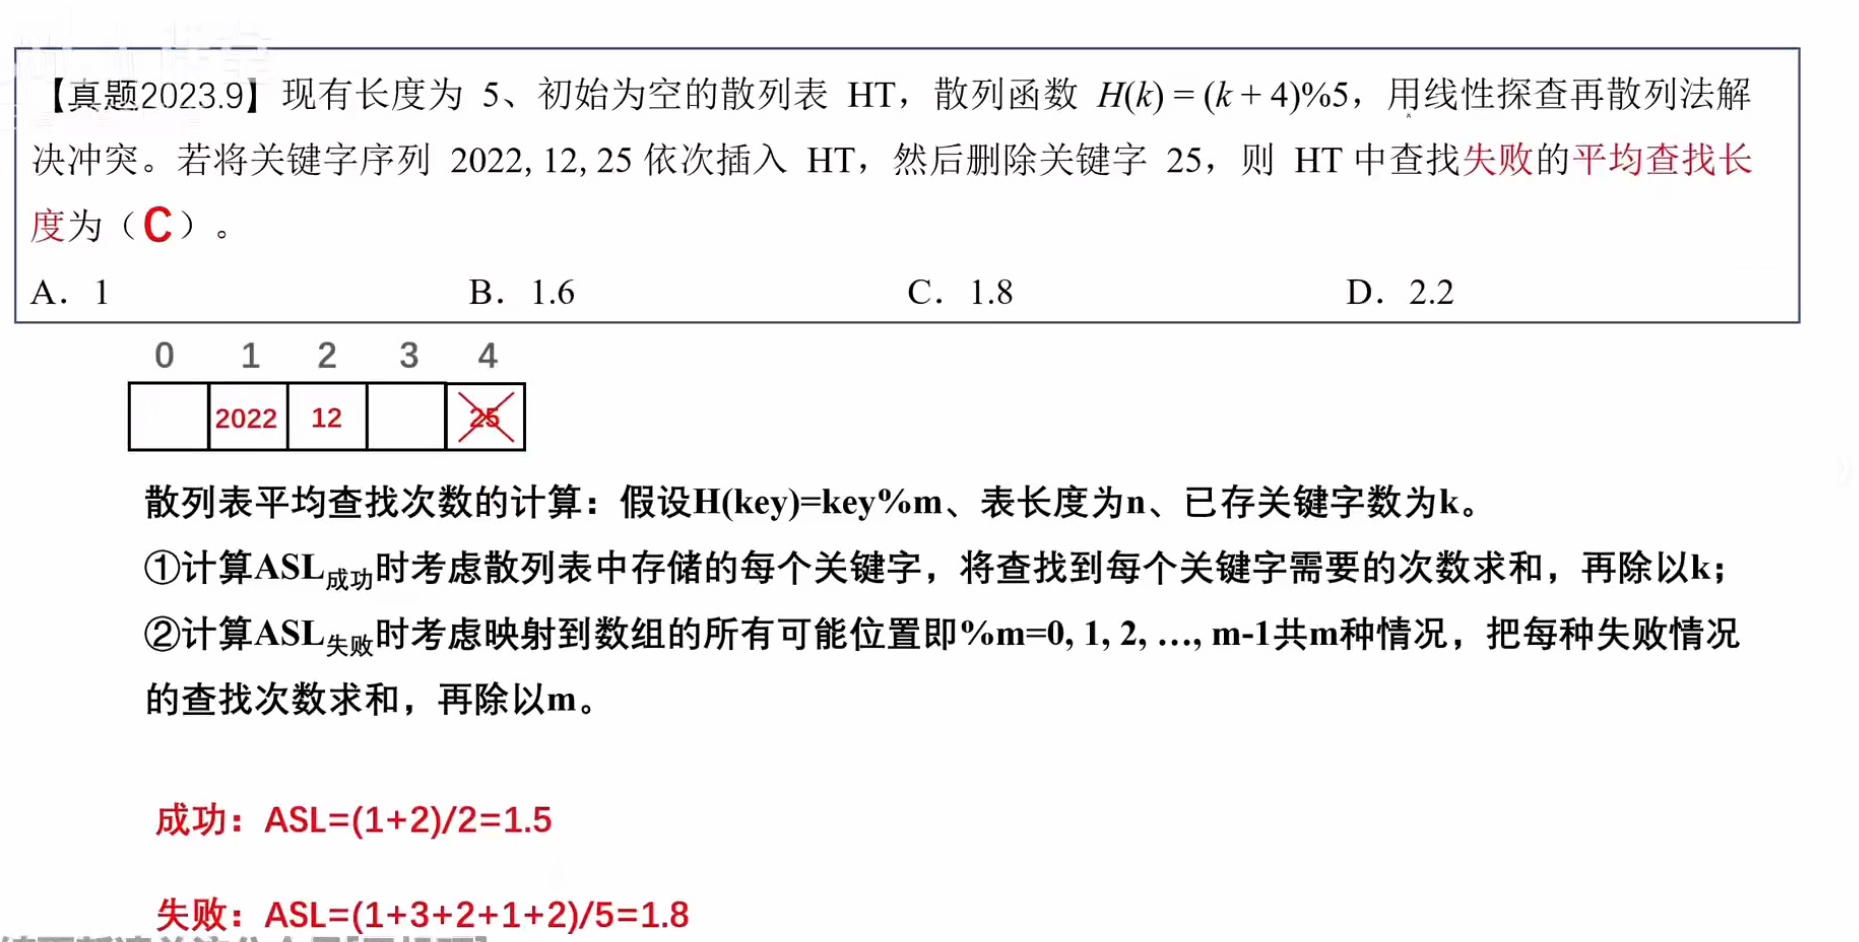 【真题2023.9】现有长度为 5、初始为空的散列表 HT，散列函数 H(k) = (k + 4)%5，用线性探查再散列法解
决冲突。若将关键字序列 2022, 12, 25 依次插入 HT，然后删除关键字 25，则 HT 中查找失败的平均查找长
度为（C）。
A．1 B．1.6 C．1.8 D．2.2
0 1 2 3 4
2022 12 25
散列表平均查找次数的计算：假设H(key)=key%m、表长度为n、已存关键字数为k。
①计算ASL成功时考虑散列表中存储的每个关键字，将查找到每个关键字需要的次数求和，再除以k；
②计算ASL失败时考虑映射到数组的所有可能位置即%m=0, 1, 2, …, m-1共m种情况，把每种失败情况
的查找次数求和，再除以m。
成功：ASL=(1+2)/2=1.5
失败：ASL=(1+3+2+1+2)/5=1.8